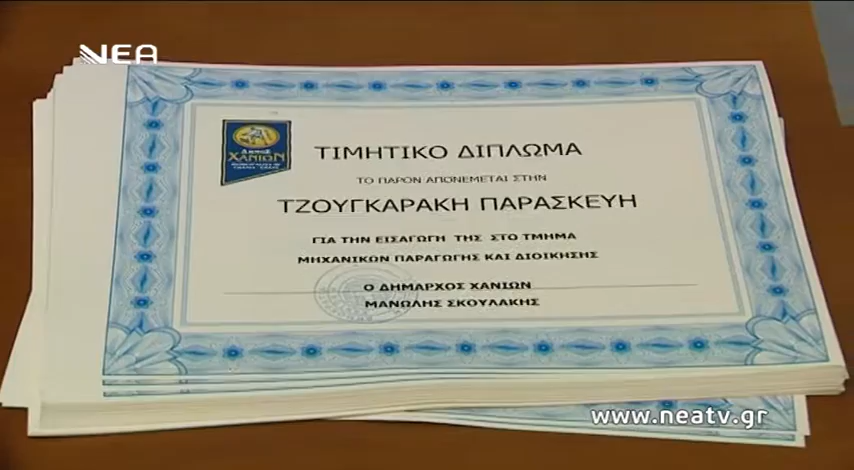 ΝΕΑ
ΔΗΜΟΣ
ΧΑΝΙΩΝ
ΤΙΜΗΤΙΚΟ ΔΙΠΛΩΜΑ
ΤΟ ΠΑΡΟΝ ΑΠΟΝΕΜΕΤΑΙ ΣΤΗΝ
ΤΖΟΥΓΚΑΡΑΚΗ ΠΑΡΑΣΚΕΥΗ
ΓΙΑ ΤΗΝ ΕΙΣΑΓΩΓΗ ΤΗΣ ΣΤΟ ΤΜΗΜΑ
ΜΗΧΑΝΙΚΩΝ ΠΑΡΑΓΩΓΗΣ ΚΑΙ ΔΙΟΙΚΗΣΗΣ
Ο ΔΗΜΑΡΧΟΣ ΧΑΝΙΩΝ
ΜΑΝΩΛΗΣ ΣΚΟΥΛΑΚΗΣ
www.neatv.gr